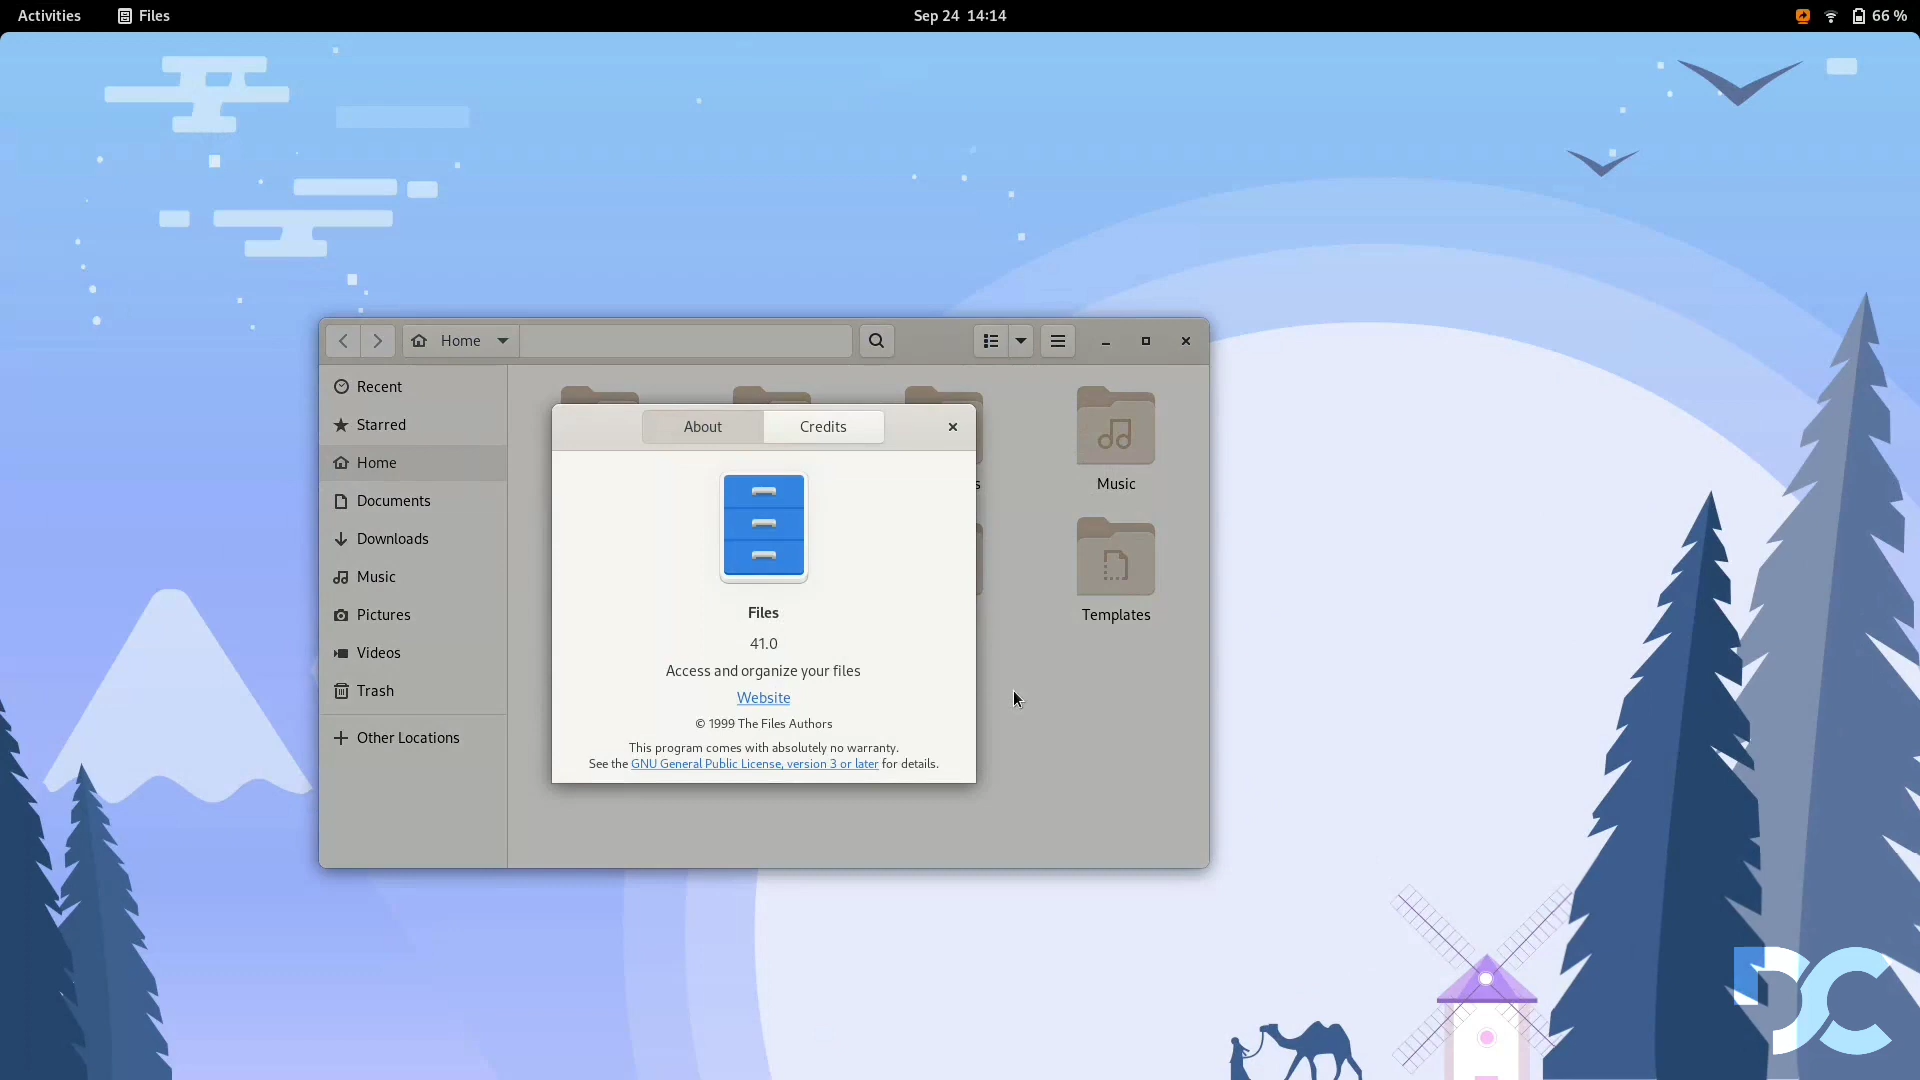 Activities
Files
Sep 24 14:14
66 %
Home
Recent
Starred
Home
Documents
Downloads
Music
Pictures
Videos
Trash
Other Locations
Music
Templates
About
Credits
Files
41.0
Access and organize your files
Website
© 1999 The Files Authors
This program comes with absolutely no warranty.
See the GNU General Public License, version 3 or later for details.
DC